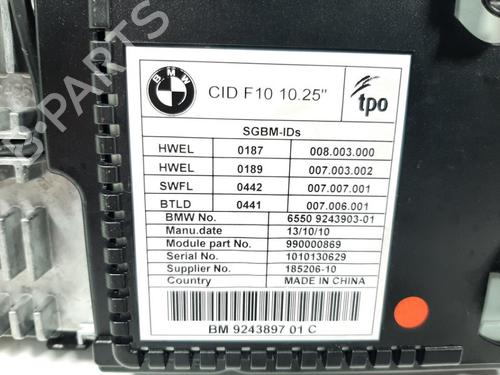 BMW
CID F10 10.25"
tpo
SGBM-IDs
HWEL 0187 008.003.000
HWEL 0189 007.003.002
SWFL 0442 007.007.001
BTLD 0441 007.006.001
BMW No. 6550 9243903-01
Manu.date 13/10/10
Module part No. 990000869
Serial No. 1010130629
Supplier No. 185206-10
Country MADE IN CHINA
BM 9243897 01 C
B-PARTS